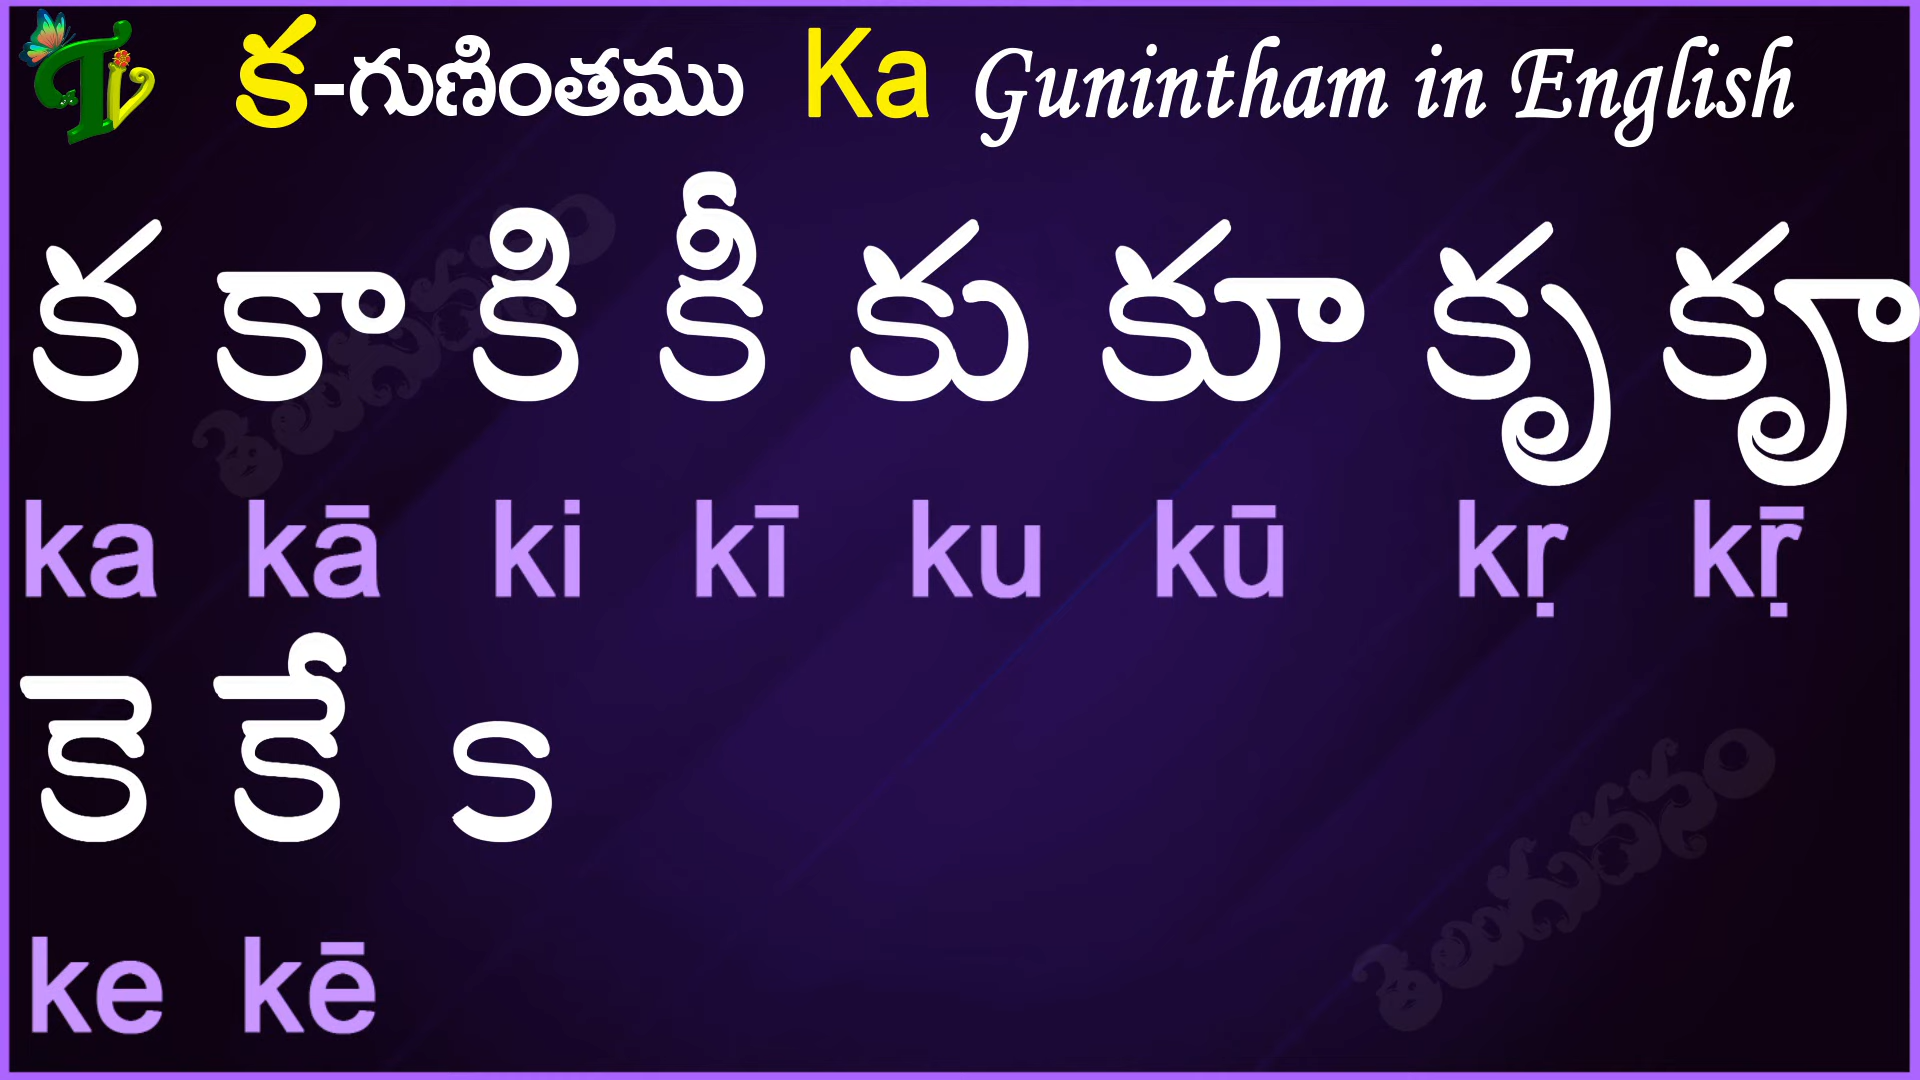 క-గుణింతము Ka Gunintham in English
క కా కి కీ కు కూ కృ కౄ
ka kā ki kī ku kū kṛ kṝ
కె కే
ke kē